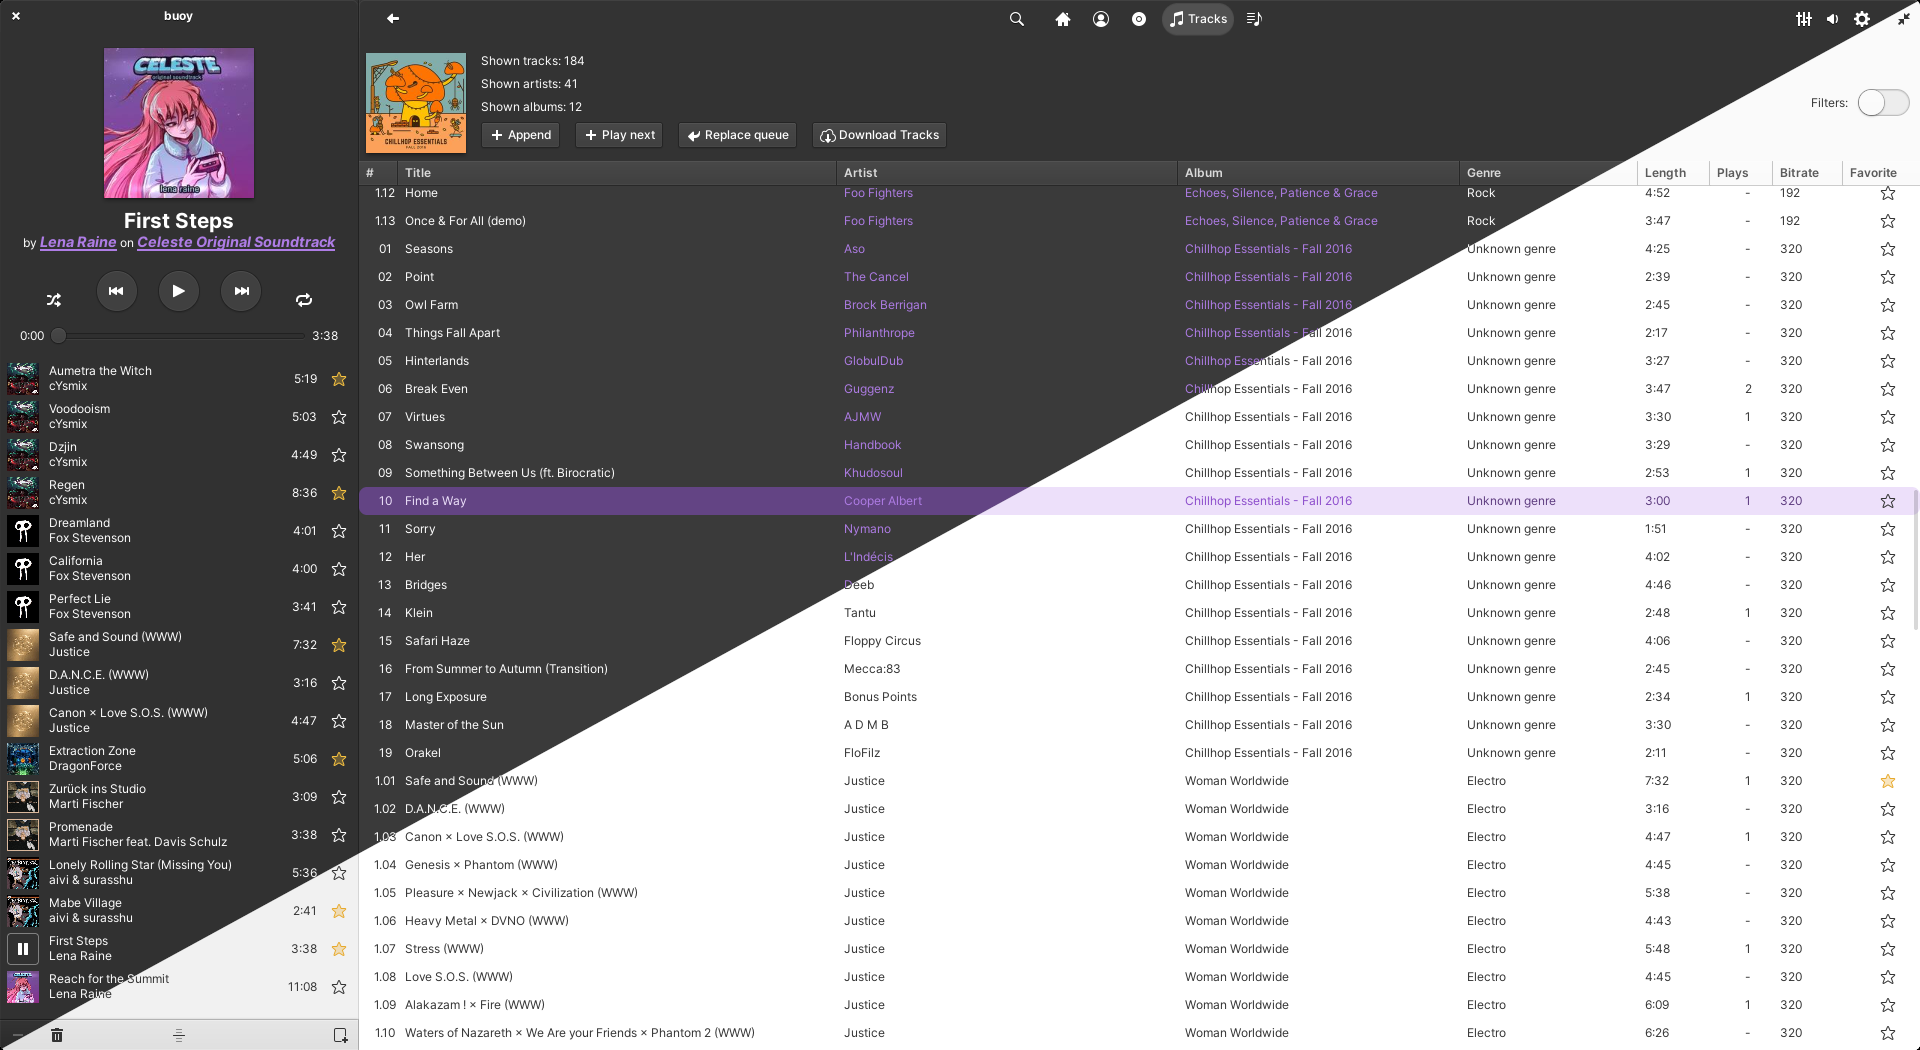 buoy
CELESTE
original soundtrack
lena raine
First Steps
by Lena Raine on Celeste Original Soundtrack
0:00 3:38
Aumetra the Witch
cYsmix
5:19
Voodooism
cYsmix
5:03
Dzjin
cYsmix
4:49
Regen
cYsmix
8:36
Dreamland
Fox Stevenson
4:01
California
Fox Stevenson
4:00
Perfect Lie
Fox Stevenson
3:41
Safe and Sound (WWW)
Justice
7:32
D.A.N.C.E. (WWW)
Justice
3:16
Canon × Love S.O.S. (WWW)
Justice
4:47
Extraction Zone
DragonForce
5:06
Zurück ins Studio
Marti Fischer
3:09
Promenade
Marti Fischer feat. Davis Schulz
3:38
Lonely Rolling Star (Missing You)
aivi & surasshu
5:36
Mabe Village
aivi & surasshu
2:41
First Steps
Lena Raine
3:38
CELESTE
Reach for the Summit
Lena Raine
11:08
Tracks
CHILLHOP ESSENTIALS
FALL 2016
Shown tracks: 184
Shown artists: 41
Shown albums: 12
Append Play next Replace queue Download Tracks
Filters:
# Title Artist Album Genre Length Plays Bitrate Favorite
1.12 Home Foo Fighters Echoes, Silence, Patience & Grace Rock 4:52 - 192
1.13 Once & For All (demo) Foo Fighters Echoes, Silence, Patience & Grace Rock 3:47 - 192
01 Seasons Aso Chillhop Essentials - Fall 2016 Unknown genre 4:25 - 320
02 Point The Cancel Chillhop Essentials - Fall 2016 Unknown genre 2:39 - 320
03 Owl Farm Brock Berrigan Chillhop Essentials - Fall 2016 Unknown genre 2:45 - 320
04 Things Fall Apart Philanthrope Chillhop Essentials - Fall 2016 Unknown genre 2:17 - 320
05 Hinterlands GlobulDub Chillhop Essentials - Fall 2016 Unknown genre 3:27 - 320
06 Break Even Guggenz Chillhop Essentials - Fall 2016 Unknown genre 3:47 2 320
07 Virtues AJMW Chillhop Essentials - Fall 2016 Unknown genre 3:30 1 320
08 Swansong Handbook Chillhop Essentials - Fall 2016 Unknown genre 3:29 - 320
09 Something Between Us (ft. Birocratic) Khudosoul Chillhop Essentials - Fall 2016 Unknown genre 2:53 1 320
10 Find a Way Cooper Albert Chillhop Essentials - Fall 2016 Unknown genre 3:00 1 320
11 Sorry Nymano Chillhop Essentials - Fall 2016 Unknown genre 1:51 - 320
12 Her L'Indécis Chillhop Essentials - Fall 2016 Unknown genre 4:02 - 320
13 Bridges Deeb Chillhop Essentials - Fall 2016 Unknown genre 4:46 - 320
14 Klein Tantu Chillhop Essentials - Fall 2016 Unknown genre 2:48 1 320
15 Safari Haze Floppy Circus Chillhop Essentials - Fall 2016 Unknown genre 4:06 - 320
16 From Summer to Autumn (Transition) Mecca:83 Chillhop Essentials - Fall 2016 Unknown genre 2:45 - 320
17 Long Exposure Bonus Points Chillhop Essentials - Fall 2016 Unknown genre 2:34 1 320
18 Master of the Sun A D M B Chillhop Essentials - Fall 2016 Unknown genre 3:30 - 320
19 Orakel FloFilz Chillhop Essentials - Fall 2016 Unknown genre 2:11 - 320
1.01 Safe and Sound (WWW) Justice Woman Worldwide Electro 7:32 1 320
1.02 D.A.N.C.E. (WWW) Justice Woman Worldwide Electro 3:16 - 320
1.03 Canon × Love S.O.S. (WWW) Justice Woman Worldwide Electro 4:47 1 320
1.04 Genesis × Phantom (WWW) Justice Woman Worldwide Electro 4:45 - 320
1.05 Pleasure × Newjack × Civilization (WWW) Justice Woman Worldwide Electro 5:38 - 320
1.06 Heavy Metal × DVNO (WWW) Justice Woman Worldwide Electro 4:43 - 320
1.07 Stress (WWW) Justice Woman Worldwide Electro 5:48 1 320
1.08 Love S.O.S. (WWW) Justice Woman Worldwide Electro 4:45 - 320
1.09 Alakazam ! × Fire (WWW) Justice Woman Worldwide Electro 6:09 1 320
1.10 Waters of Nazareth × We Are your Friends × Phantom 2 (WWW) Justice Woman Worldwide Electro 6:26 - 320